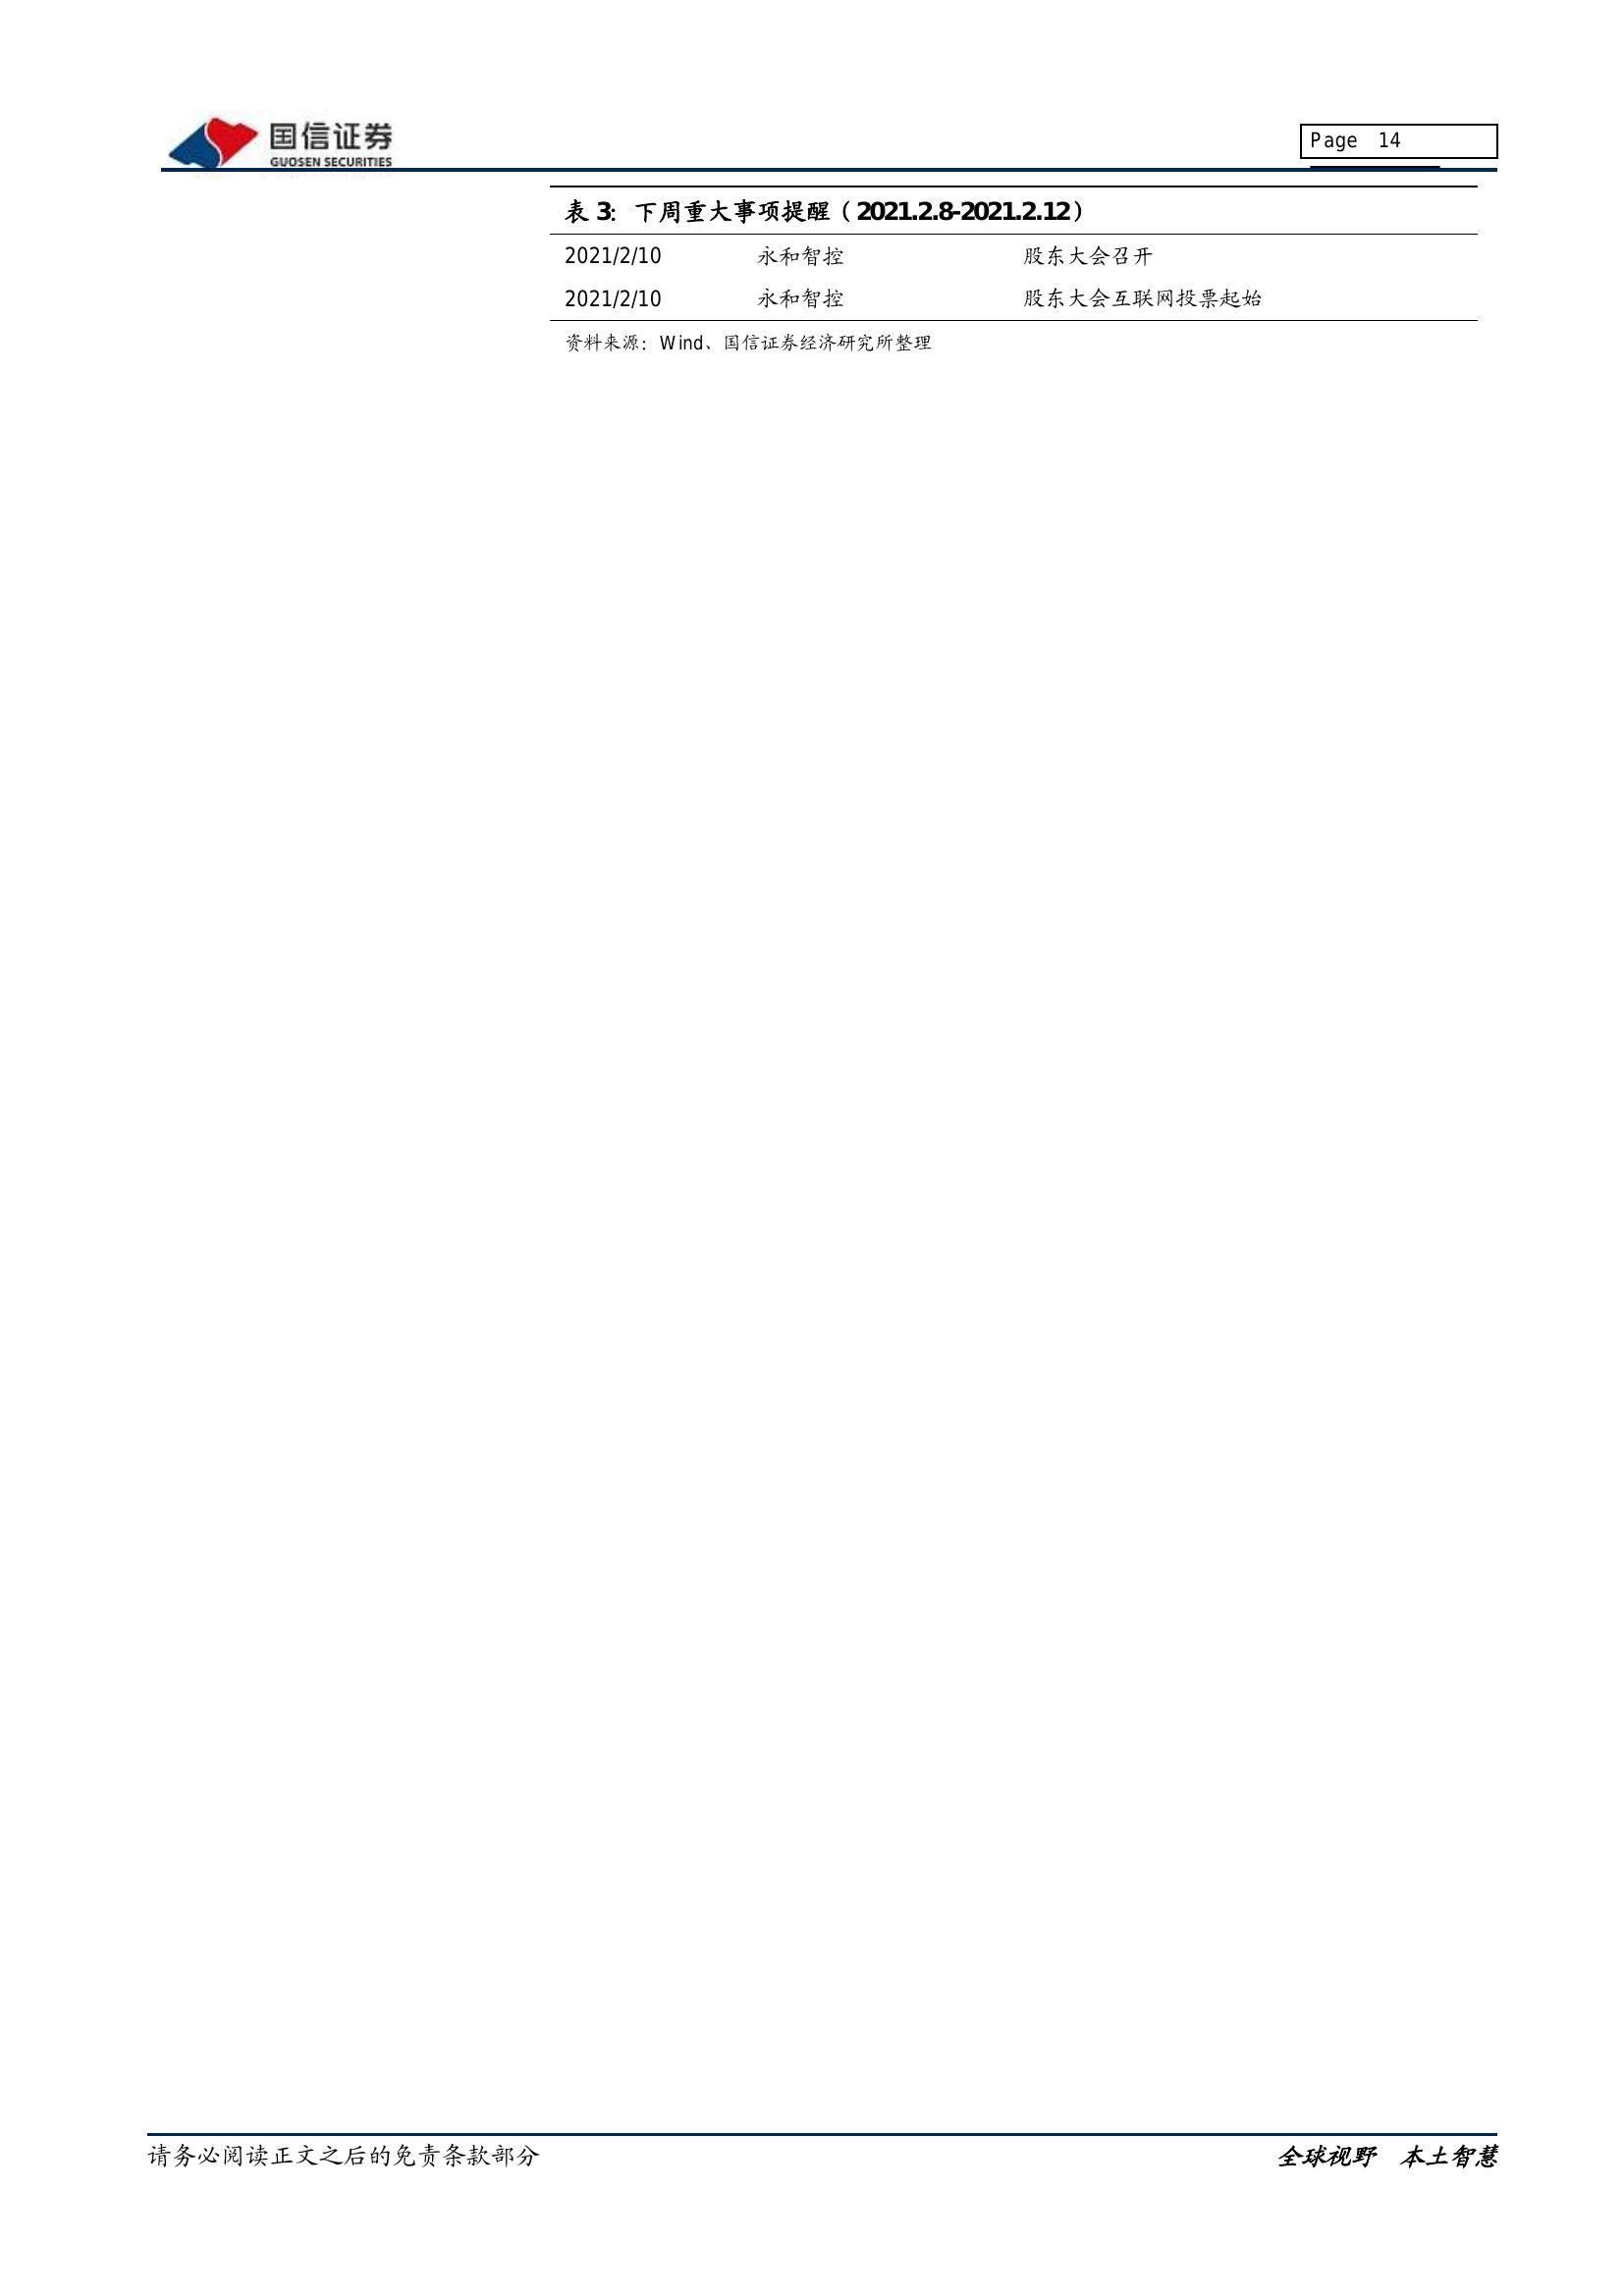 国信证券
GUOSEN SECURITIES
Page 14
表 3: 下周重大事项提醒（2021.2.8-2021.2.12）
2021/2/10 永和智控 股东大会召开
2021/2/10 永和智控 股东大会互联网投票起始
资料来源：Wind、国信证券经济研究所整理
请务必阅读正文之后的免责条款部分
全球视野 本土智慧